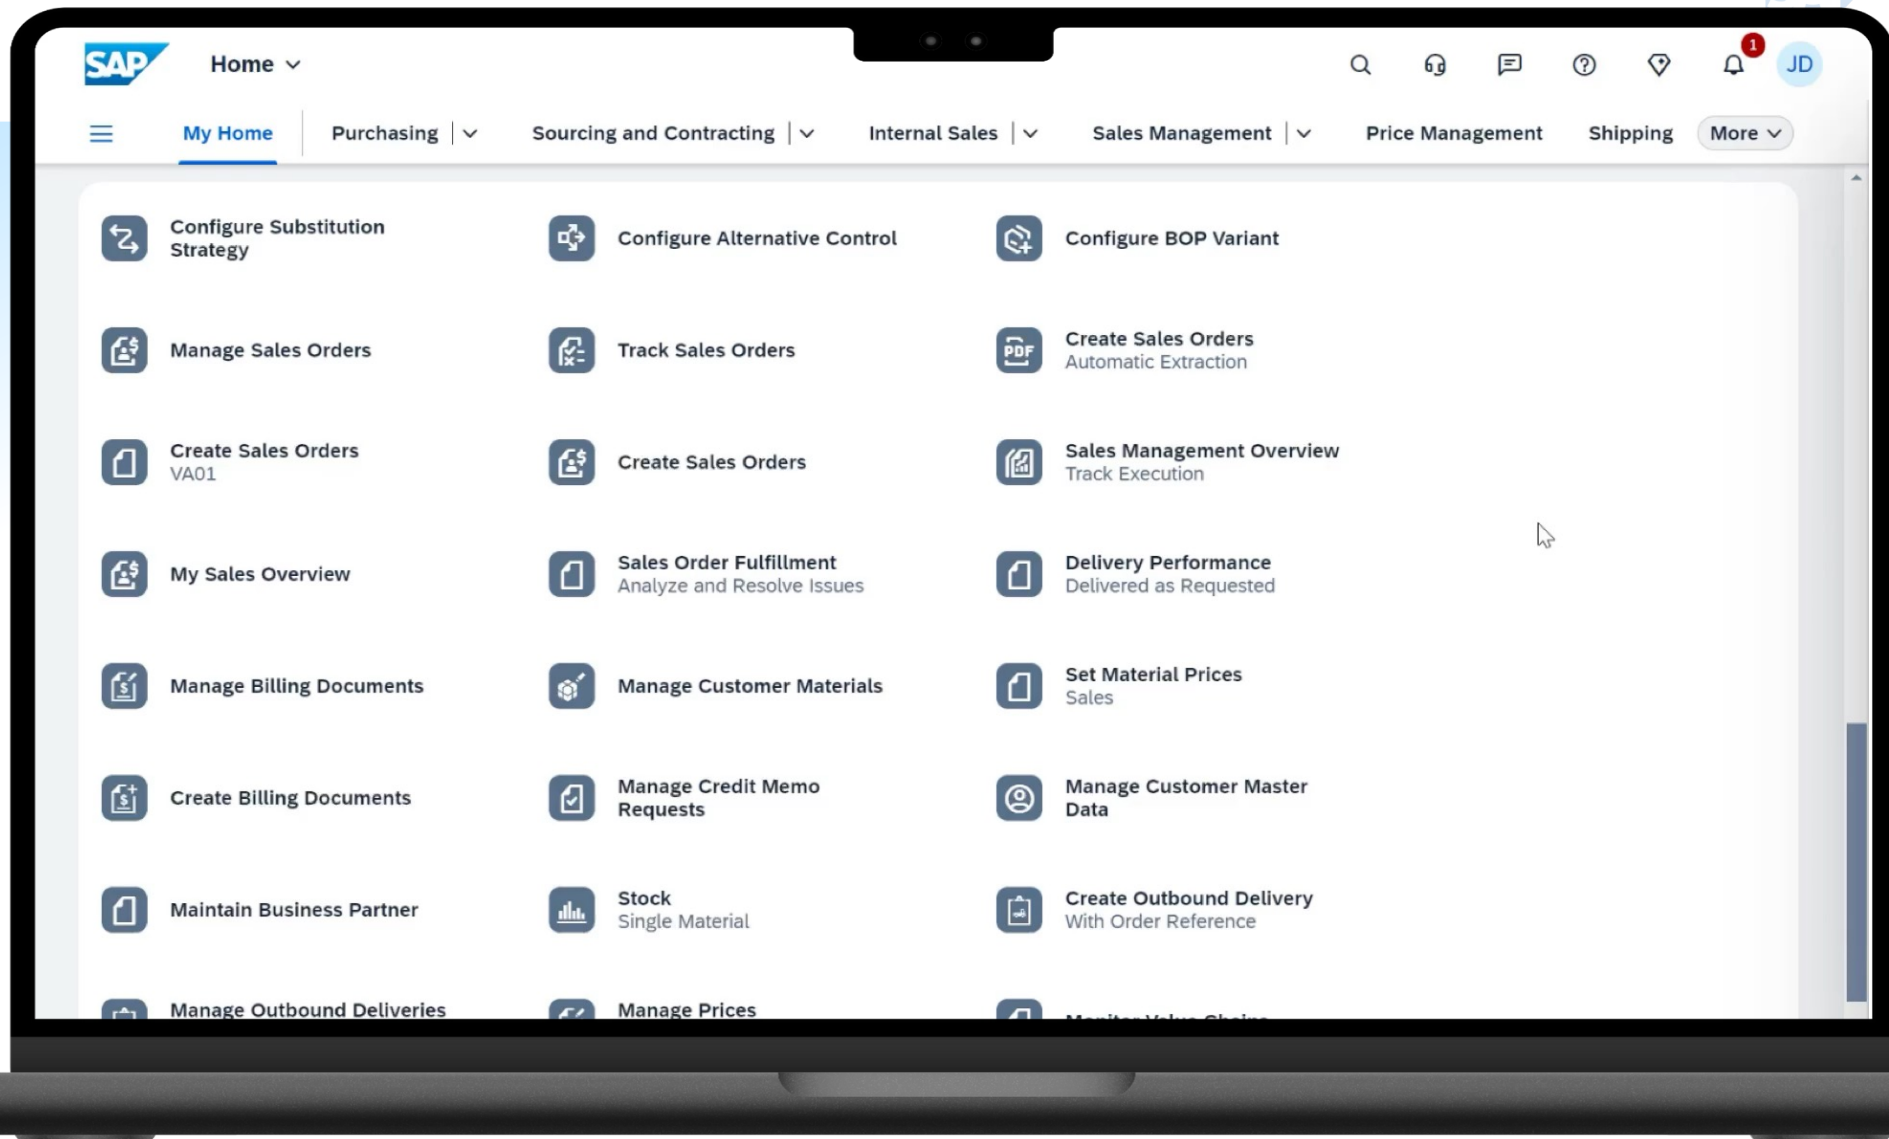 SAP
Home
1
JD
My Home
Purchasing
Sourcing and Contracting
Internal Sales
Sales Management
Price Management
Shipping
More
Configure Substitution
Strategy
Configure Alternative Control
Configure BOP Variant
Manage Sales Orders
Track Sales Orders
PDF
Create Sales Orders
Automatic Extraction
Create Sales Orders
VA01
Create Sales Orders
Sales Management Overview
Track Execution
My Sales Overview
Sales Order Fulfillment
Analyze and Resolve Issues
Delivery Performance
Delivered as Requested
Manage Billing Documents
Manage Customer Materials
Set Material Prices
Sales
Create Billing Documents
Manage Credit Memo
Requests
Manage Customer Master
Data
Maintain Business Partner
Stock
Single Material
Create Outbound Delivery
With Order Reference
Manage Outbound Deliveries
Manage Prices
Monitor Value Chains